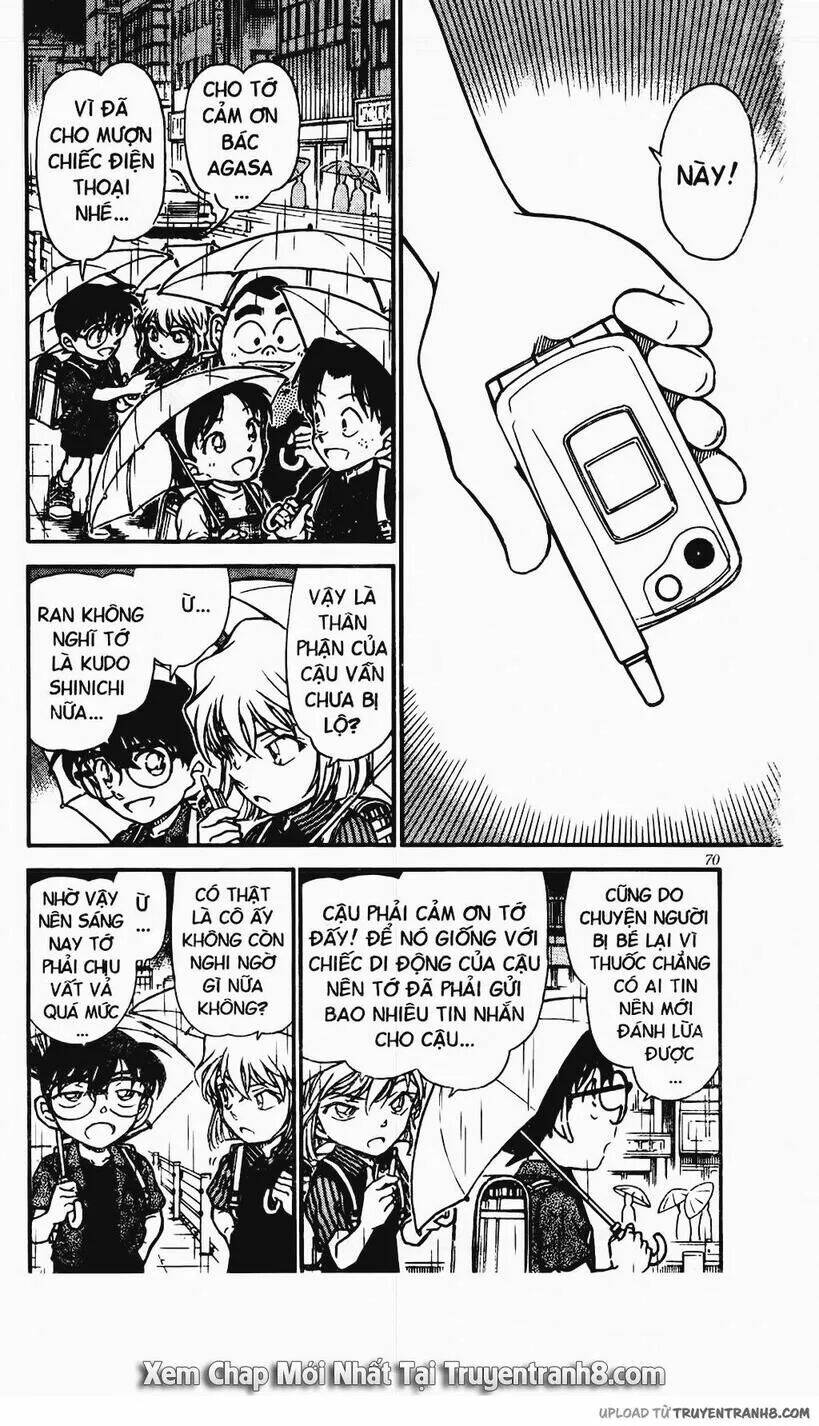 NÀY!
CHO TỚ
CẢM ƠN
BÁC
AGASA
...
VÌ ĐÃ
CHO MƯỢN
CHIẾC ĐIỆN
THOẠI
NHÉ...
VẬY LÀ
THÂN
PHẬN CỦA
CẬU VẪN
CHƯA BỊ
LỘ?
Ừ...
RAN KHÔNG
NGHĨ TỚ
LÀ KUDO
SHINICHI
NỮA...
70
CŨNG DO
CHUYỆN NGƯỜI
BỊ BÉ LẠI VÌ
THUỐC CHẲNG
CÓ AI TIN
NÊN MỚI
ĐÁNH LỪA
ĐƯỢC
...
CẬU PHẢI CẢM ƠN TỚ
ĐẤY! ĐỂ NÓ GIỐNG VỚI
CHIẾC DI ĐỘNG CỦA CẬU
NÊN TỚ ĐÃ PHẢI GỬI
BAO NHIÊU TIN NHẮN
CHO CẬU...
CÓ THẬT
LÀ CÔ ẤY
KHÔNG CÒN
NGHI NGỜ
GÌ NỮA
KHÔNG?
Ừ
...
NHỜ VẬY
NÊN SÁNG
NAY TỚ
PHẢI CHỊU
VẤT VẢ
QUÁ MỨC
...
Xem Chap Mới Nhất Tại Truyentranh8.com
UPLOAD TỪ TRUYENTRANH8.COM